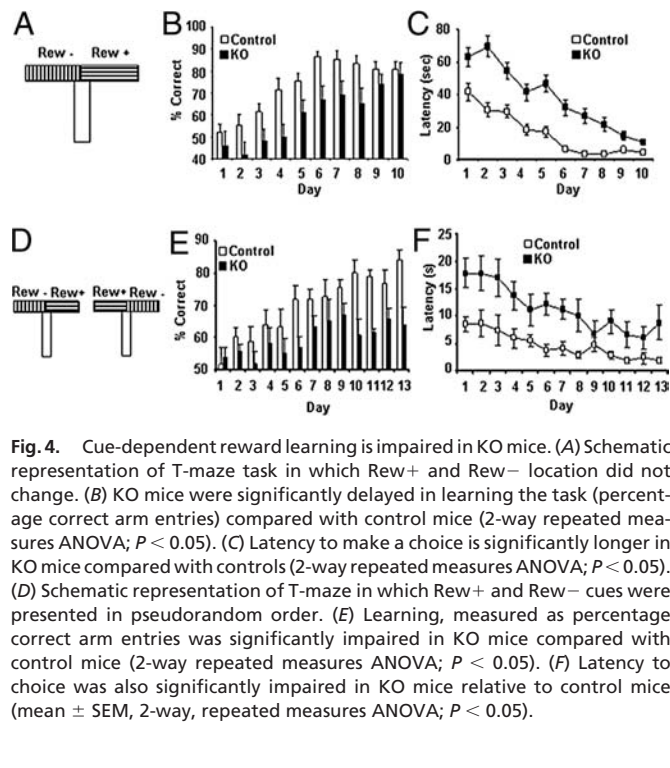 A
Rew - Rew +
B
100
90
80
70
60
50
40
% Correct
Control
KO
1 2 3 4 5 6 7 8 9 10
Day
C
80
60
40
20
0
Latency (sec)
Control
KO
1 2 3 4 5 6 7 8 9 10
Day
D
Rew - Rew+ Rew+ Rew -
E
90
80
70
60
50
% Correct
Control
KO
1 2 3 4 5 6 7 8 9 10 11 12 13
Day
F
25
20
15
10
5
0
Latency (s)
Control
KO
1 2 3 4 5 6 7 8 9 10 11 12 13
Day
Fig. 4. Cue-dependent reward learning is impaired in KO mice. (A) Schematic
representation of T-maze task in which Rew+ and Rew− location did not
change. (B) KO mice were significantly delayed in learning the task (percent-
age correct arm entries) compared with control mice (2-way repeated mea-
sures ANOVA; P < 0.05). (C) Latency to make a choice is significantly longer in
KO mice compared with controls (2-way repeated measures ANOVA; P < 0.05).
(D) Schematic representation of T-maze in which Rew+ and Rew− cues were
presented in pseudorandom order. (E) Learning, measured as percentage
correct arm entries was significantly impaired in KO mice compared with
control mice (2-way repeated measures ANOVA; P < 0.05). (F) Latency to
choice was also significantly impaired in KO mice relative to control mice
(mean ± SEM, 2-way, repeated measures ANOVA; P < 0.05).